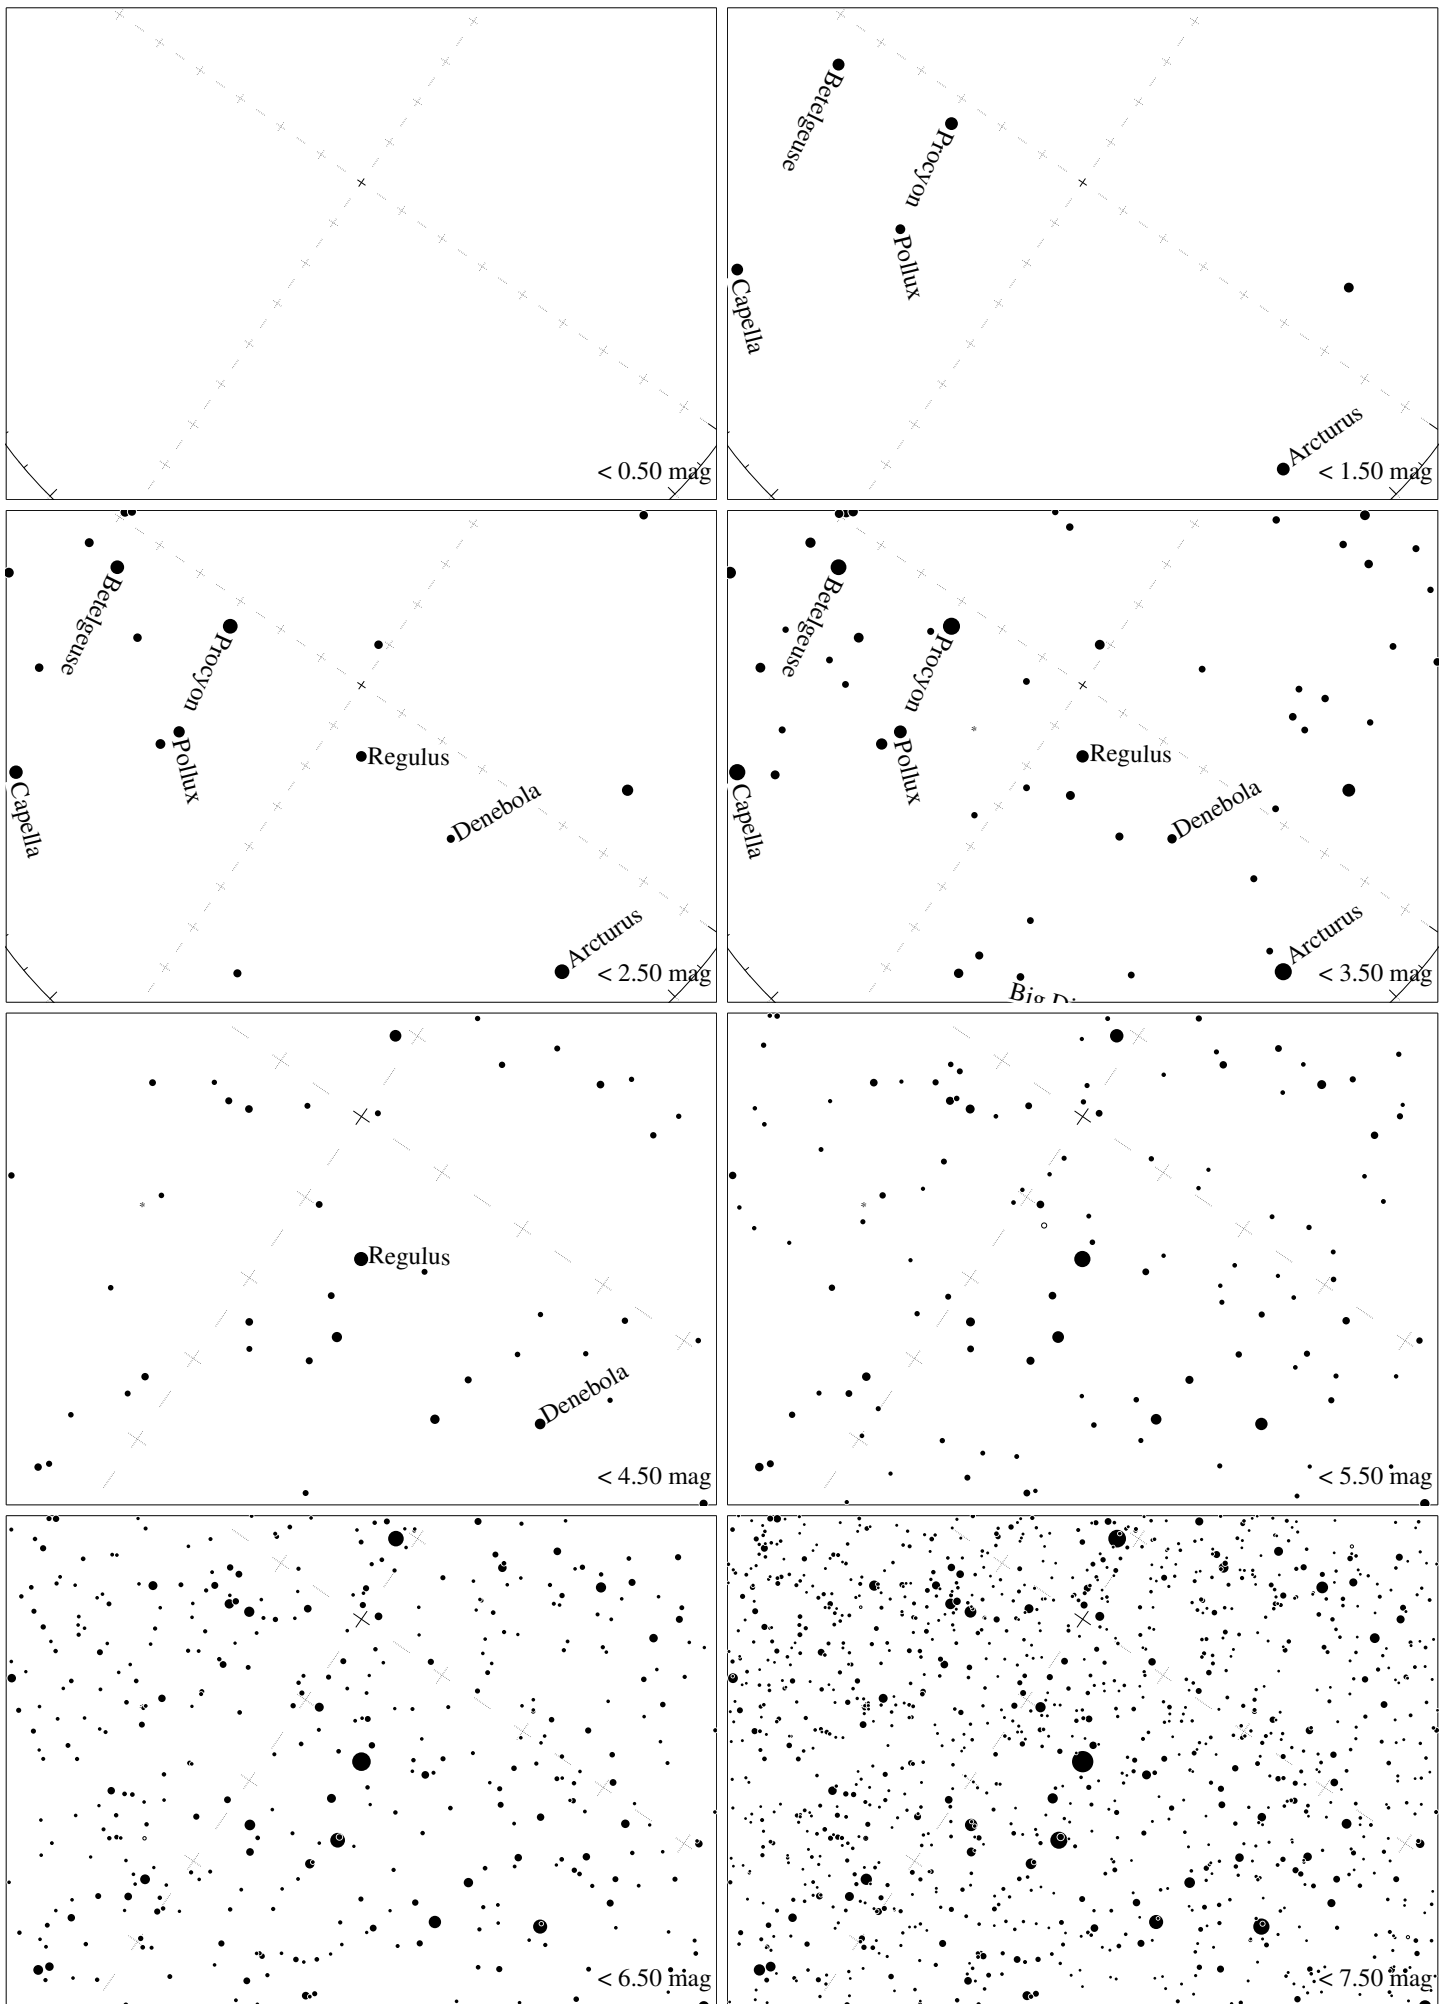 < 0.50 mag
Betelgeuse
Procyon
Pollux
Capella
Arcturus
< 1.50 mag
Betelgeuse
Procyon
Pollux
Regulus
Capella
Denebola
Arcturus
< 2.50 mag
Betelgeuse
Procyon
Pollux
Regulus
Capella
Denebola
Arcturus
< 3.50 mag
Big Di
Regulus
Denebola
< 4.50 mag
< 5.50 mag
< 6.50 mag
< 7.50 mag